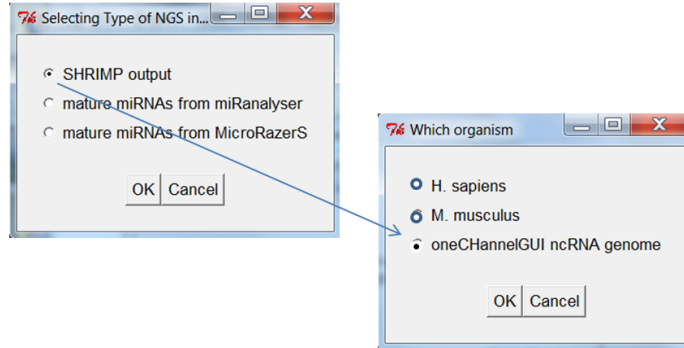 Selecting Type of NGS in...
SHRIMP output
mature miRNAs from miRanalyser
mature miRNAs from MicroRazerS
OK Cancel
Which organism
H. sapiens
M. musculus
oneCHannelGUI ncRNA genome
OK Cancel